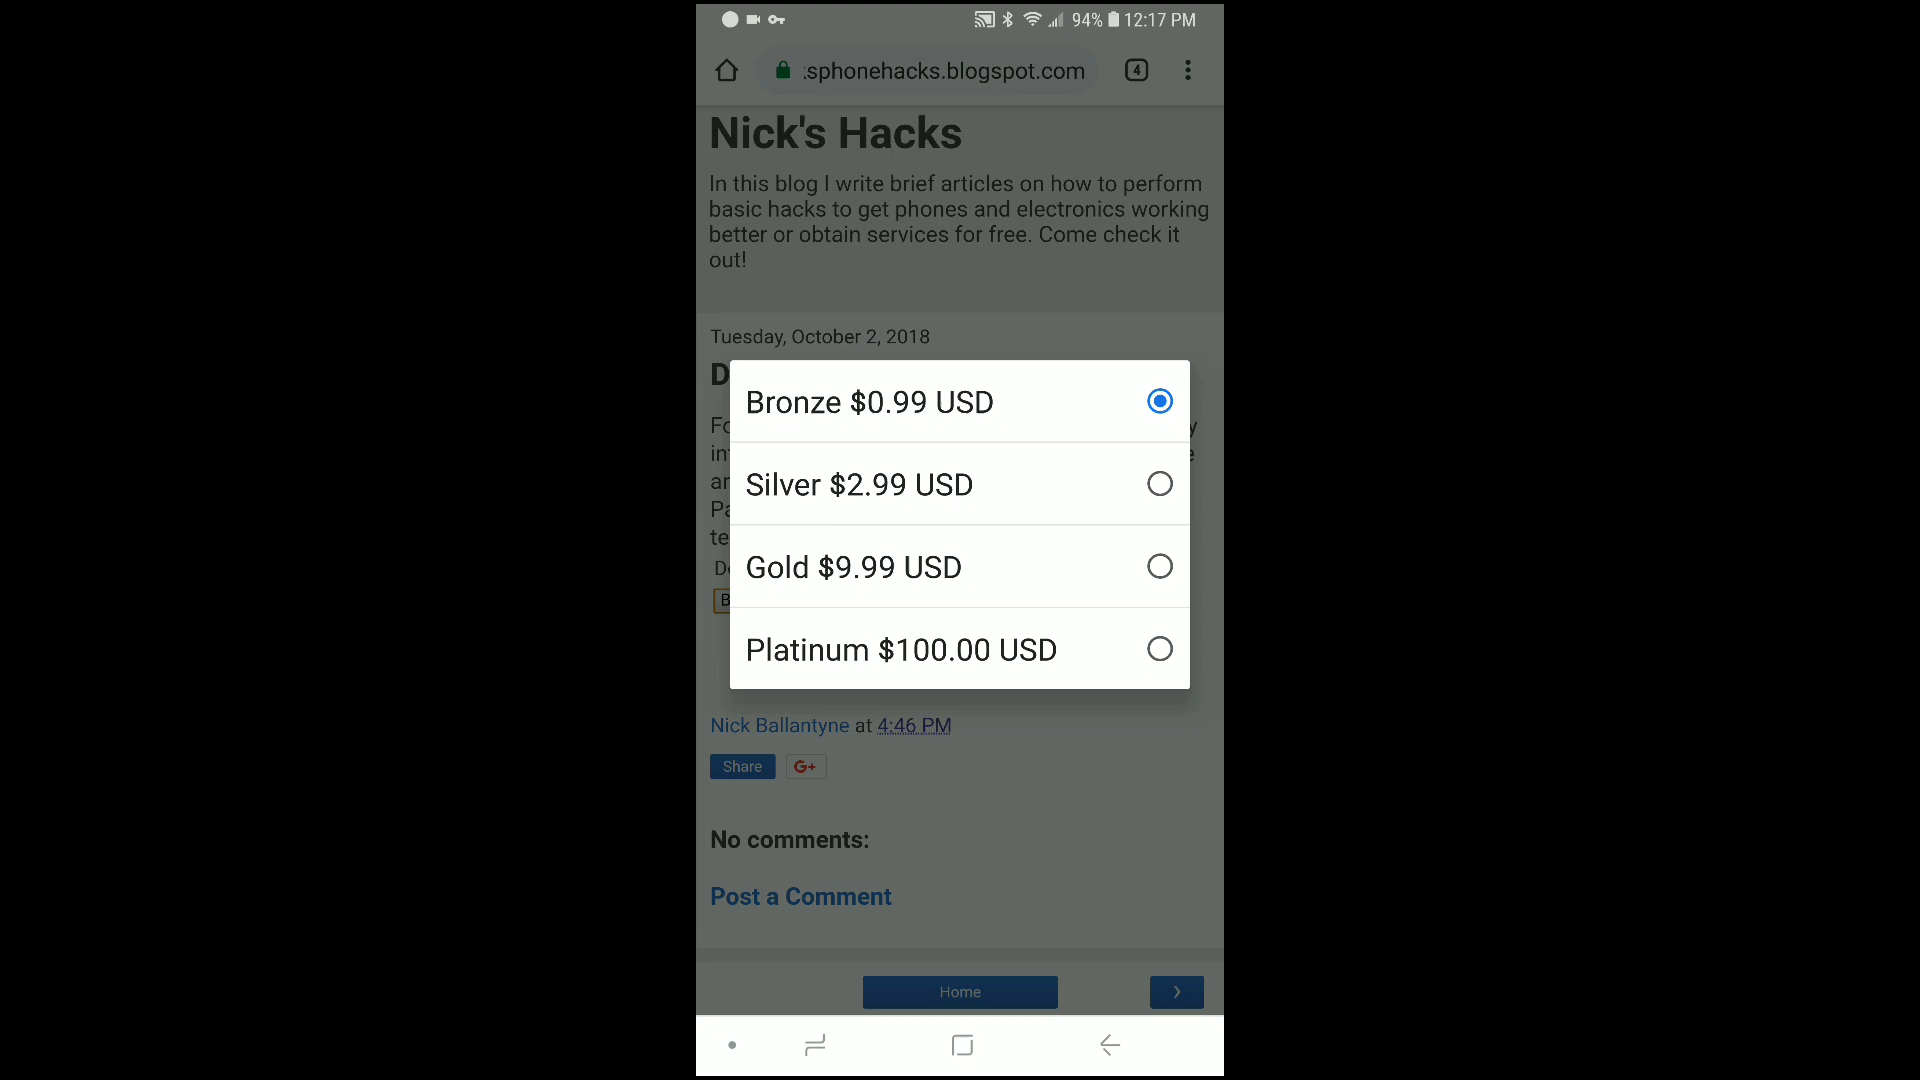 94% 12:17 PM
sphonehacks.blogspot.com 4
Nick's Hacks
In this blog I write brief articles on how to perform
basic hacks to get phones and electronics working
better or obtain services for free. Come check it
out!
Tuesday, October 2, 2018
Bronze $0.99 USD
Silver $2.99 USD
Gold $9.99 USD
Platinum $100.00 USD
Nick Ballantyne at 4:46 PM
Share G+
No comments:
Post a Comment
Home